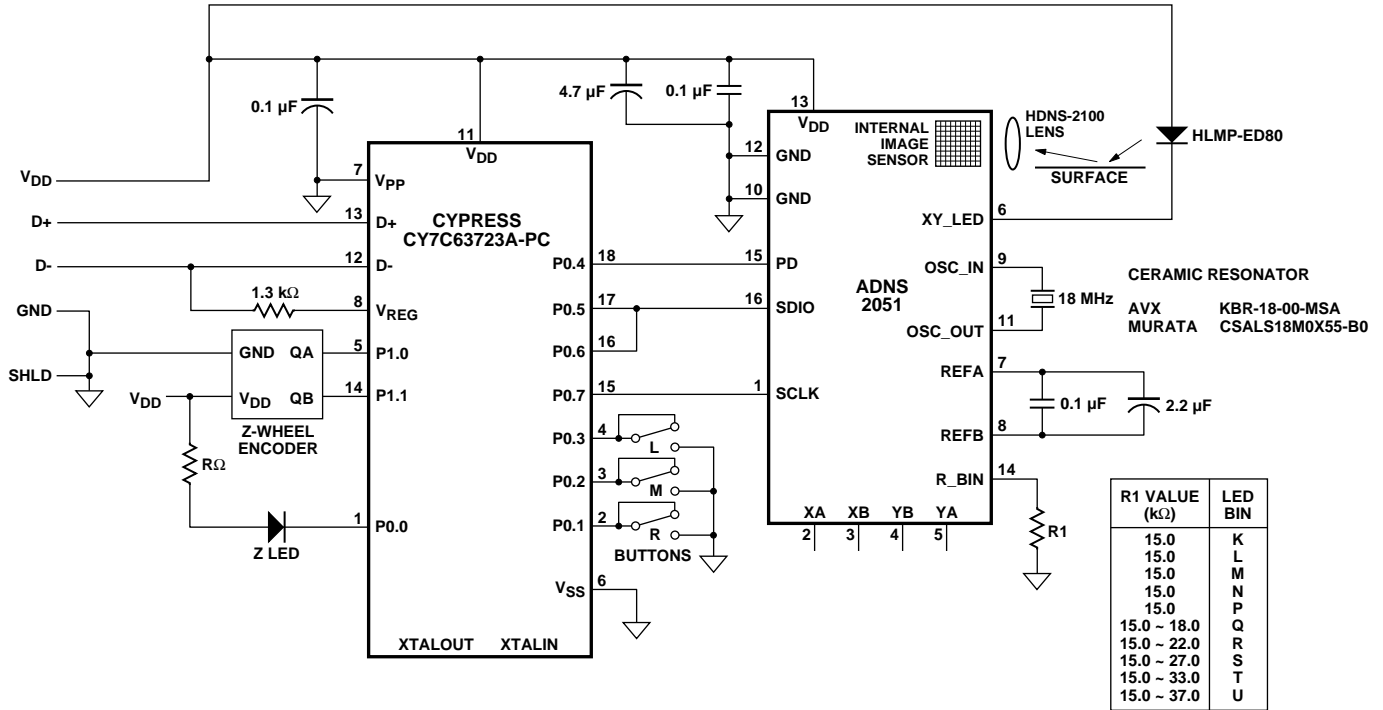 0.1 µF
4.7 µF
0.1 µF
VDD
D+
D-
GND
SHLD
1.3 kΩ
VDD
RΩ
Z LED
GND QA
VDD QB
Z-WHEEL
ENCODER
11
VDD
7 VPP
13 D+
12 D-
8 VREG
5 P1.0
14 P1.1
1 P0.0
CYPRESS
CY7C63723A-PC
P0.4 18
P0.5 17
P0.6 16
P0.7 15
P0.3 4
P0.2 3
P0.1 2
VSS 6
XTALOUT XTALIN
L
M
R
BUTTONS
13
VDD
12 GND
10 GND
15 PD
16 SDIO
1 SCLK
INTERNAL
IMAGE
SENSOR
ADNS
2051
XY_LED 6
OSC_IN 9
OSC_OUT 11
REFA 7
REFB 8
R_BIN 14
XA XB YB YA
2 3 4 5
HDNS-2100
LENS
SURFACE
HLMP-ED80
18 MHz
CERAMIC RESONATOR
AVX KBR-18-00-MSA
MURATA CSALS18M0X55-B0
0.1 µF
2.2 µF
R1
R1 VALUE LED
(kΩ) BIN
15.0 K
15.0 L
15.0 M
15.0 N
15.0 P
15.0 ~ 18.0 Q
15.0 ~ 22.0 R
15.0 ~ 27.0 S
15.0 ~ 33.0 T
15.0 ~ 37.0 U